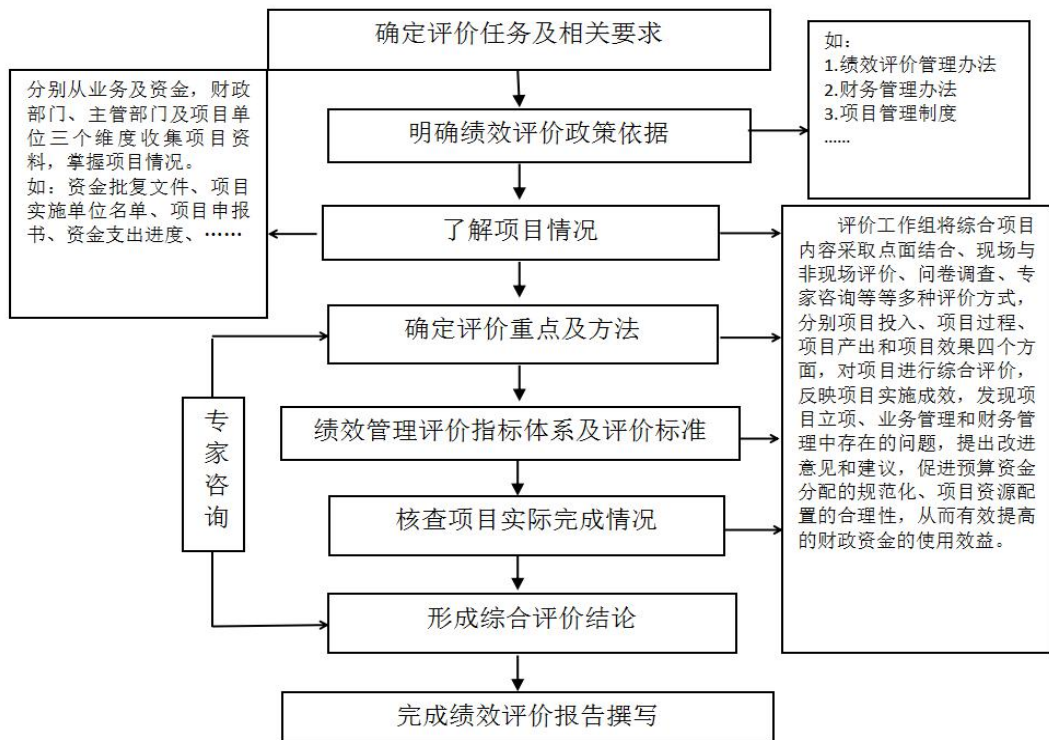 确定评价任务及相关要求
如：
1.绩效评价管理办法
2.财务管理办法
3.项目管理制度
......
分别从业务及资金，财政
部门、主管部门及项目单
位三个维度收集项目资
料，掌握项目情况。
如：资金批复文件、项目
实施单位名单、项目申报
书、资金支出进度、……
明确绩效评价政策依据
了解项目情况
评价工作组将综合项目
内容采取点面结合、现场与
非现场评价、问卷调查、专
家咨询等等多种评价方式，
分别项目投入、项目过程、
项目产出和项目效果四个方
面，对项目进行综合评价，
反映项目实施成效，发现项
目立项、业务管理和财务管
理中存在的问题，提出改进
意见和建议，促进预算资金
分配的规范化、项目资源配
置的合理性，从而有效提高
的财政资金的使用效益。
确定评价重点及方法
专
家
咨
询
绩效管理评价指标体系及评价标准
核查项目实际完成情况
形成综合评价结论
完成绩效评价报告撰写